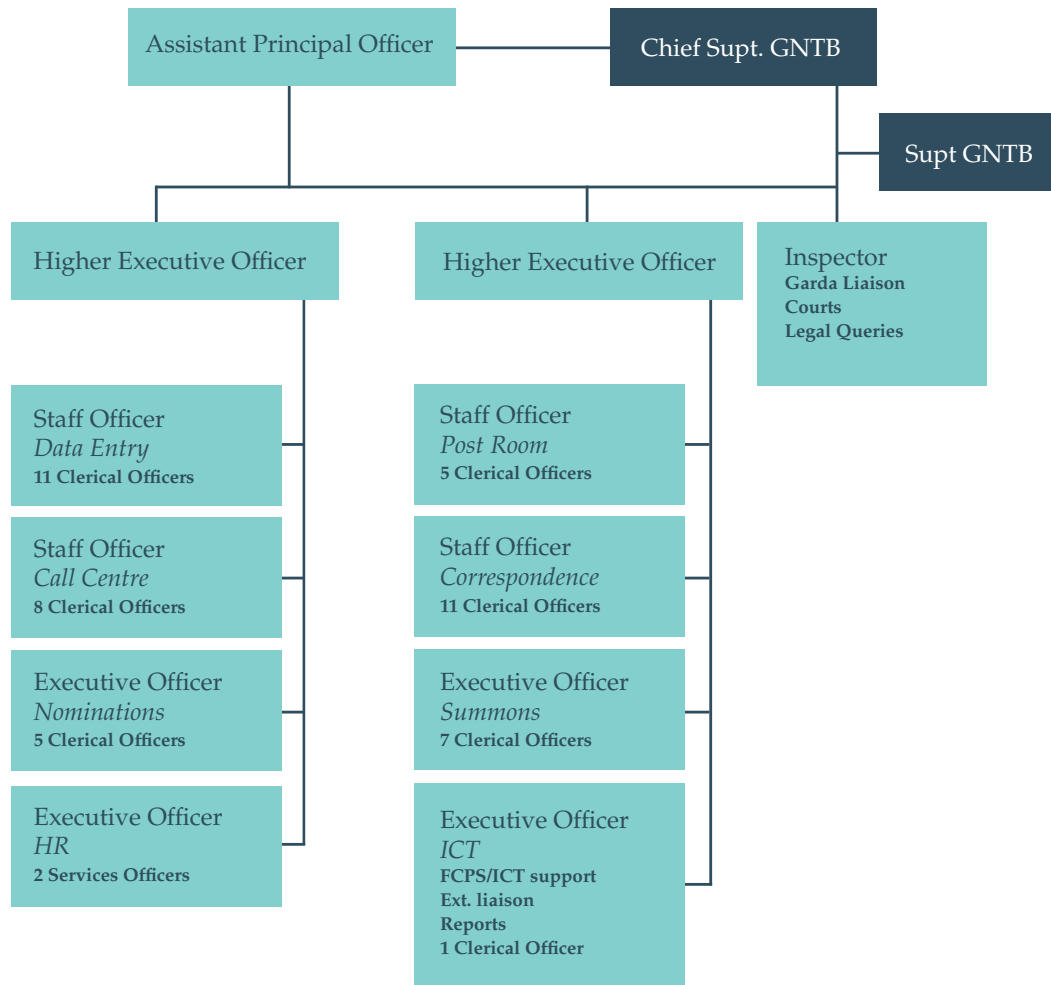 Assistant Principal Officer
Chief Supt. GNTB
Supt GNTB
Higher Executive Officer
Higher Executive Officer
Inspector
Garda Liaison
Courts
Legal Queries
Staff Officer
Data Entry
11 Clerical Officers
Staff Officer
Call Centre
8 Clerical Officers
Executive Officer
Nominations
5 Clerical Officers
Executive Officer
HR
2 Services Officers
Staff Officer
Post Room
5 Clerical Officers
Staff Officer
Correspondence
11 Clerical Officers
Executive Officer
Summons
7 Clerical Officers
Executive Officer
ICT
FCPS/ICT support
Ext. liaison
Reports
1 Clerical Officer